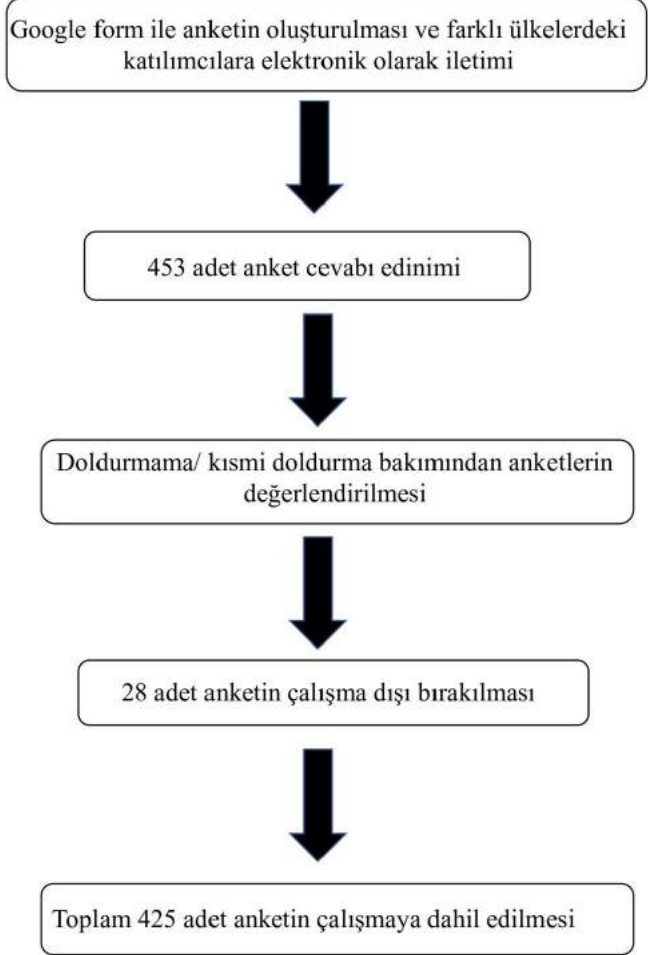 Google form ile anketin oluşturulması ve farklı ülkelerdeki
katılımcılara elektronik olarak iletimi
453 adet anket cevabı edinimi
Doldurmama/ kısmi doldurma bakımından anketlerin
değerlendirilmesi
28 adet anketin çalışma dışı bırakılması
Toplam 425 adet anketin çalışmaya dahil edilmesi